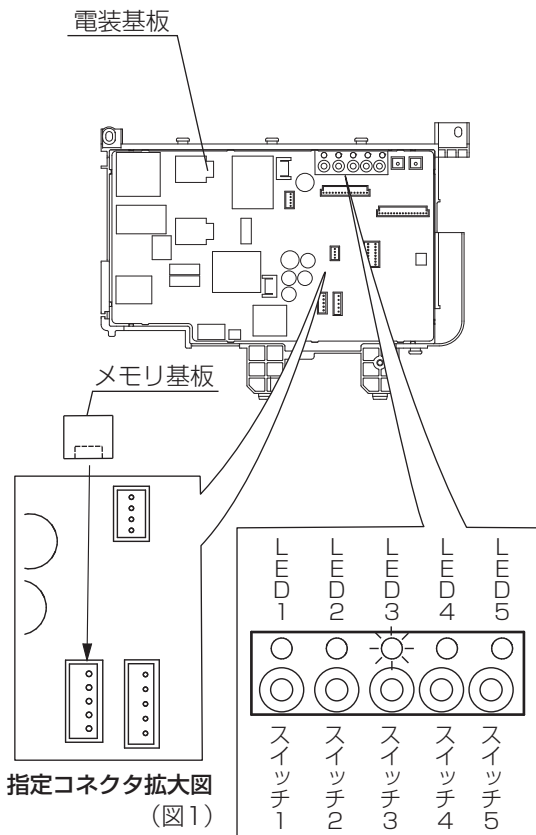 電装基板
メモリ基板
LED1
LED2
LED3
LED4
LED5
スイッチ1
スイッチ2
スイッチ3
スイッチ4
スイッチ5
指定コネクタ拡大図
（図1）